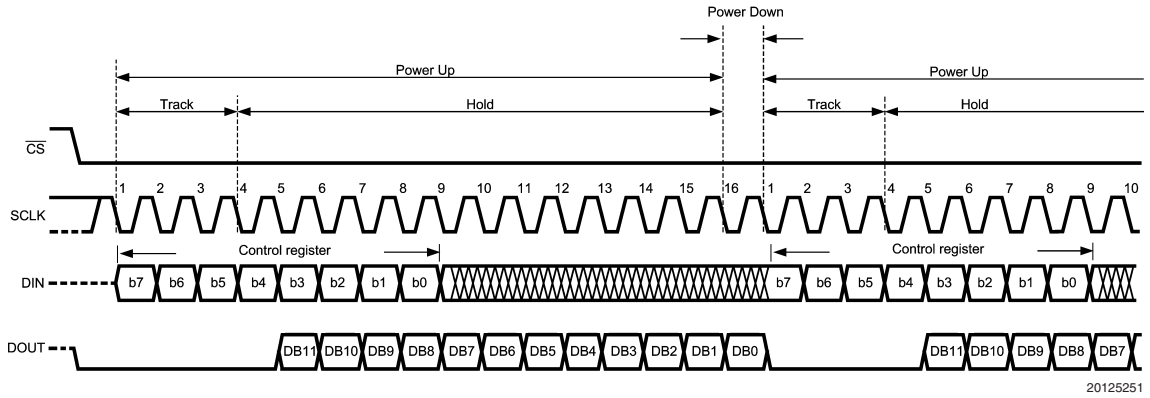 Power Down
Power Up
Power Up
Track
Hold
Track
Hold
CS
1 2 3 4 5 6 7 8 9 10 11 12 13 14 15 16 1 2 3 4 5 6 7 8 9 10
SCLK
Control register
Control register
DIN
b7 b6 b5 b4 b3 b2 b1 b0 b7 b6 b5 b4 b3 b2 b1 b0
DOUT
DB11 DB10 DB9 DB8 DB7 DB6 DB5 DB4 DB3 DB2 DB1 DB0 DB11 DB10 DB9 DB8 DB7
20125251